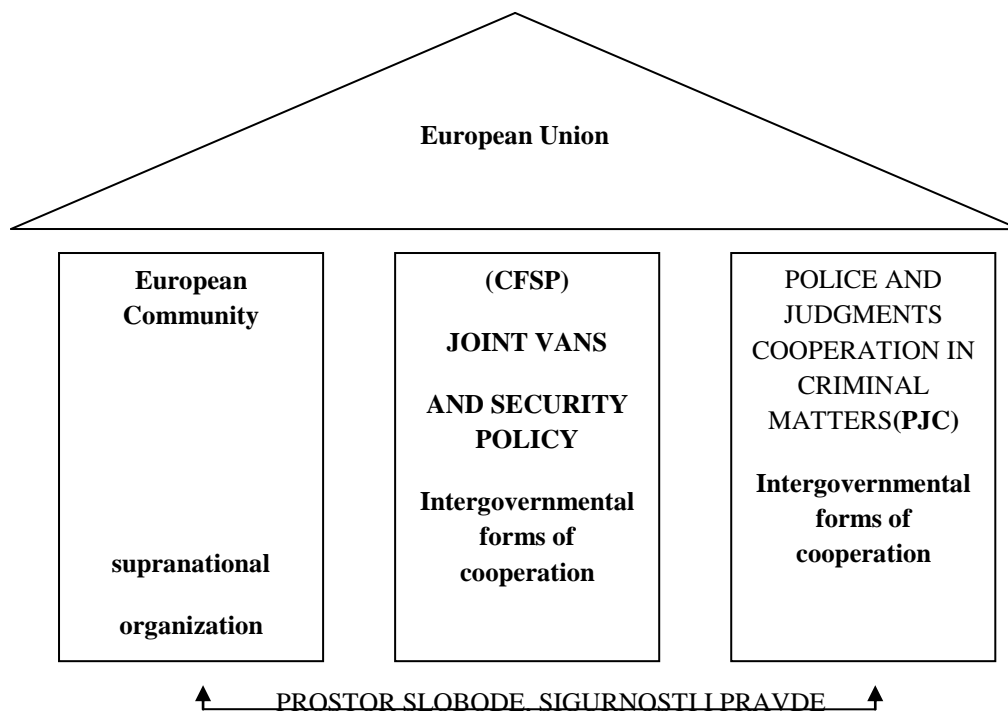 European Union
European
Community
supranational
organization
(CFSP)
JOINT VANS
AND SECURITY
POLICY
Intergovernmental
forms of
cooperation
POLICE AND
JUDGMENTS
COOPERATION IN
CRIMINAL
MATTERS(PJC)
Intergovernmental
forms of
cooperation
PROSTOR SLOBODE, SIGURNOSTI I PRAVDE